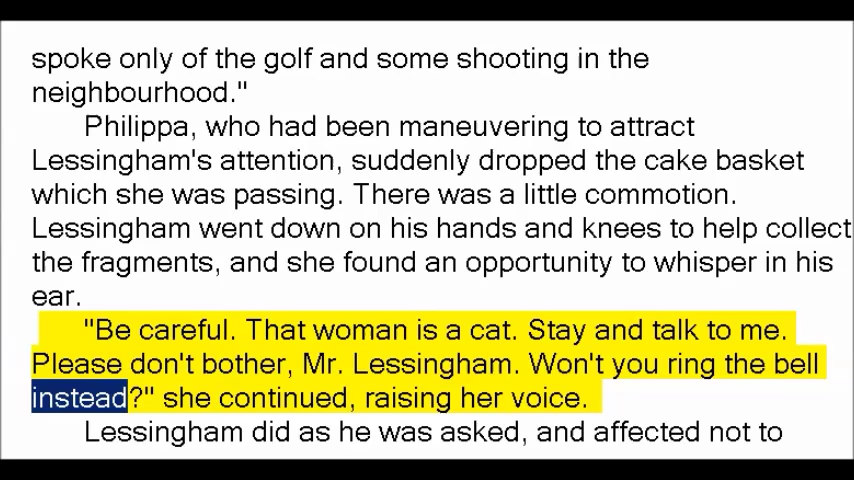 spoke only of the golf and some shooting in the
neighbourhood."
Philippa, who had been maneuvering to attract
Lessingham's attention, suddenly dropped the cake basket
which she was passing. There was a little commotion.
Lessingham went down on his hands and knees to help collect
the fragments, and she found an opportunity to whisper in his
ear.
"Be careful. That woman is a cat. Stay and talk to me.
Please don't bother, Mr. Lessingham. Won't you ring the bell
instead?" she continued, raising her voice.
Lessingham did as he was asked, and affected not to